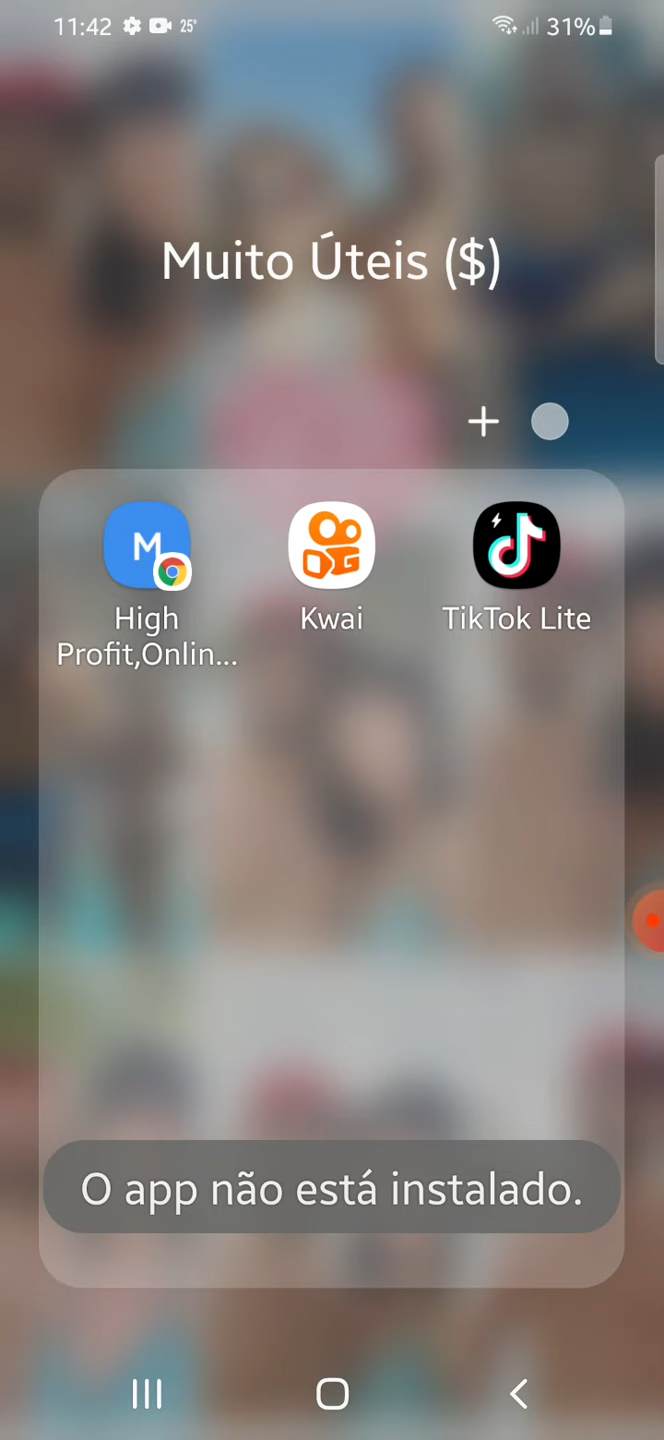 11:42 25° 31%
Muito Úteis ($)
M
High
Profit,Onlin...
Kwai
TikTok Lite
O app não está instalado.